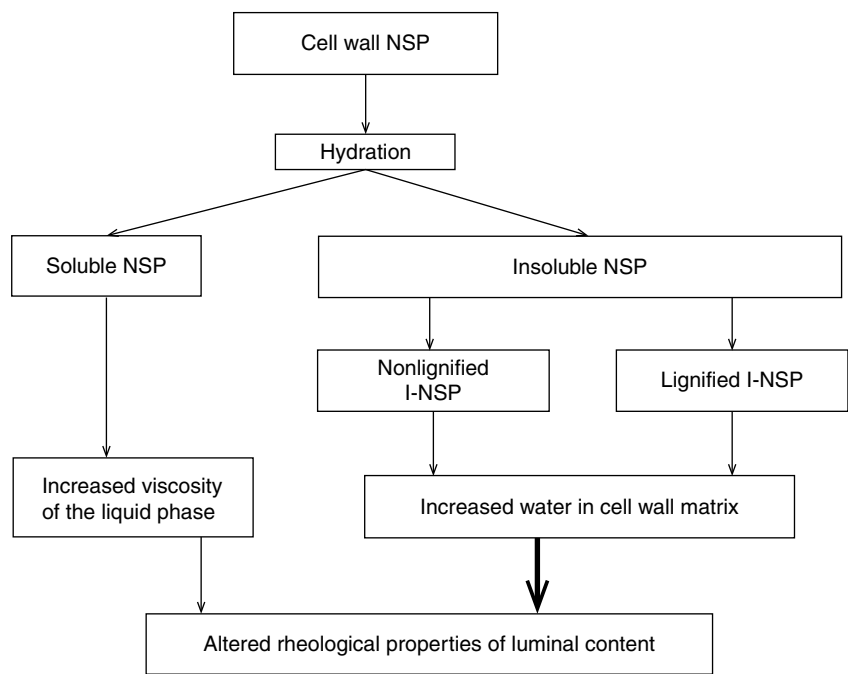 Cell wall NSP
Hydration
Soluble NSP
Insoluble NSP
Nonlignified
I-NSP
Lignified I-NSP
Increased viscosity
of the liquid phase
Increased water in cell wall matrix
Altered rheological properties of luminal content